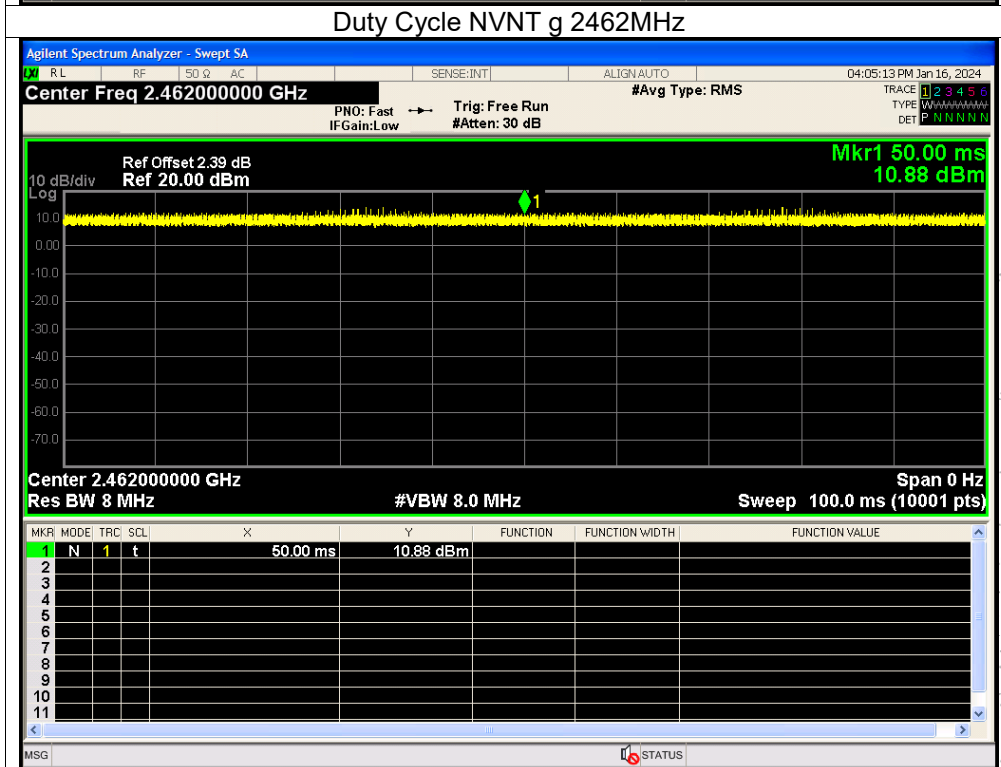 Duty Cycle NVNT g 2462MHz
Agilent Spectrum Analyzer - Swept SA
LXI RL RF 50 Ω AC SENSE:INT ALIGN AUTO 04:05:13 PM Jan 16, 2024
Center Freq 2.462000000 GHz #Avg Type: RMS TRACE 1 2 3 4 5 6
PNO: Fast Trig: Free Run TYPE WWWWWW
IFGain:Low #Atten: 30 dB DET P N N N N N
Mkr1 50.00 ms
Ref Offset 2.39 dB
10 dB/div Ref 20.00 dBm 10.88 dBm
Log
1
10.0
0.00
-10.0
-20.0
-30.0
-40.0
-50.0
-60.0
-70.0
Center 2.462000000 GHz Span 0 Hz
Res BW 8 MHz #VBW 8.0 MHz Sweep 100.0 ms (10001 pts)
MKR MODE TRC SCL X Y FUNCTION FUNCTION WIDTH FUNCTION VALUE
1 N 1 t 50.00 ms 10.88 dBm
2
3
4
5
6
7
8
9
10
11
MSG STATUS